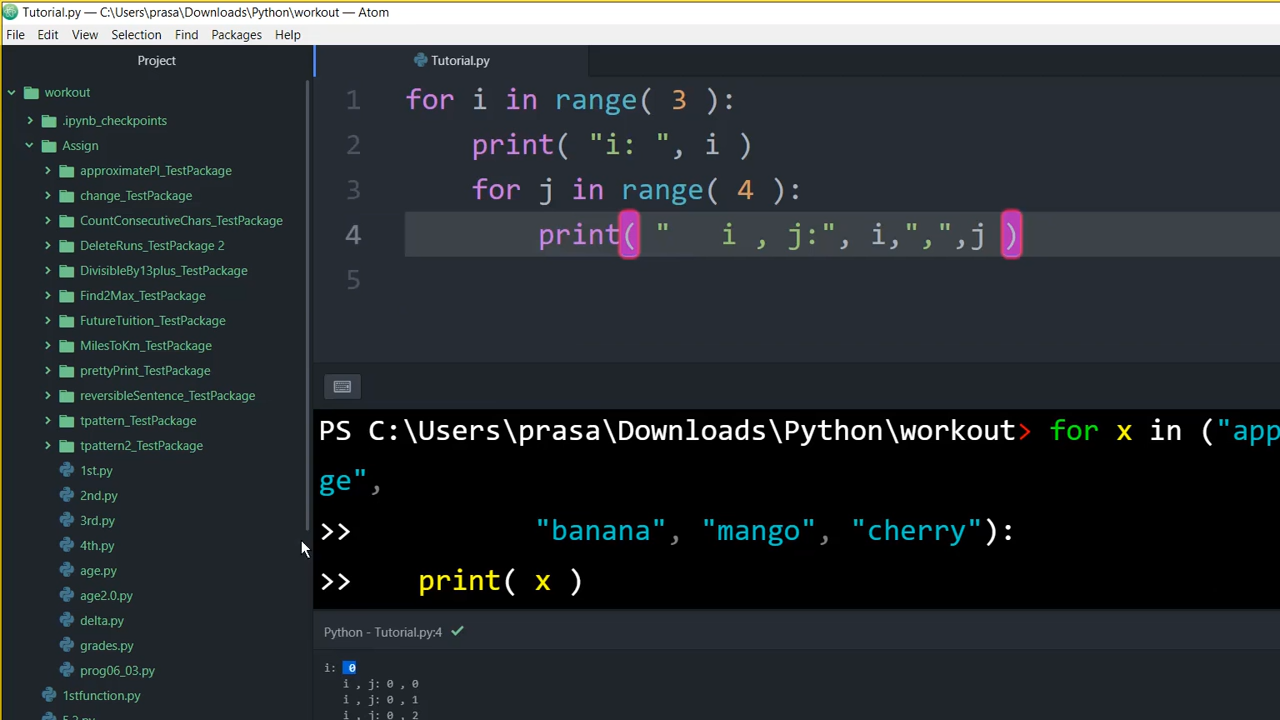 Tutorial.py — C:\Users\prasa\Downloads\Python\workout — Atom
File Edit View Selection Find Packages Help
Project
workout
.ipynb_checkpoints
Assign
approximatePI_TestPackage
change_TestPackage
CountConsecutiveChars_TestPackage
DeleteRuns_TestPackage 2
DivisibleBy13plus_TestPackage
Find2Max_TestPackage
FutureTuition_TestPackage
MilesToKm_TestPackage
prettyPrint_TestPackage
reversibleSentence_TestPackage
tpattern_TestPackage
tpattern2_TestPackage
1st.py
2nd.py
3rd.py
4th.py
age.py
age2.0.py
delta.py
grades.py
prog06_03.py
1stfunction.py
Tutorial.py
1 for i in range( 3 ):
2     print( "i: ", i )
3     for j in range( 4 ):
4         print( "   i , j:", i,",",j )
5
PS C:\Users\prasa\Downloads\Python\workout> for x in ("app
ge",
>>             "banana", "mango", "cherry"):
>>     print( x )
Python - Tutorial.py:4
i:  0
   i , j: 0 , 0
   i , j: 0 , 1
   i , j: 0 , 2